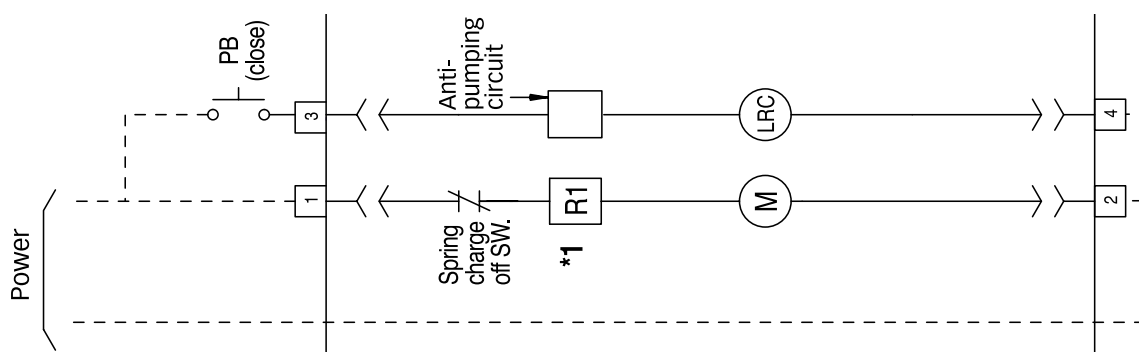 PB
(close)
3
Anti-
pumping
circuit
LRC
4
Power
1
Spring
charge
off SW.
R1
*1
M
2